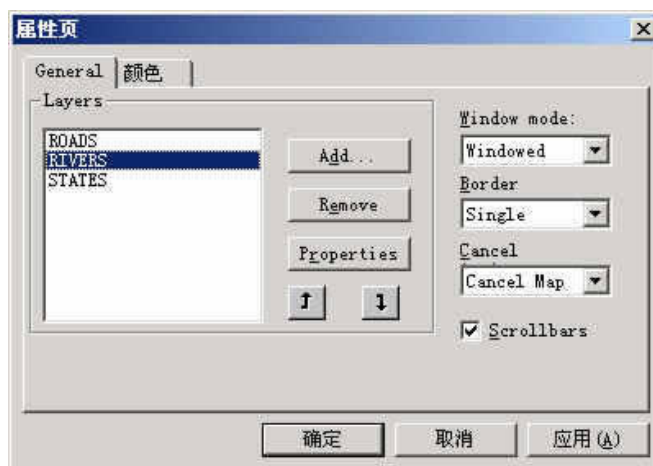 属性页
General
颜色
Layers
ROADS
RIVERS
STATES
Add...
Remove
Properties
Window mode:
Windowed
Border
Single
Cancel
Cancel Map
Scrollbars
确定
取消
应用(A)